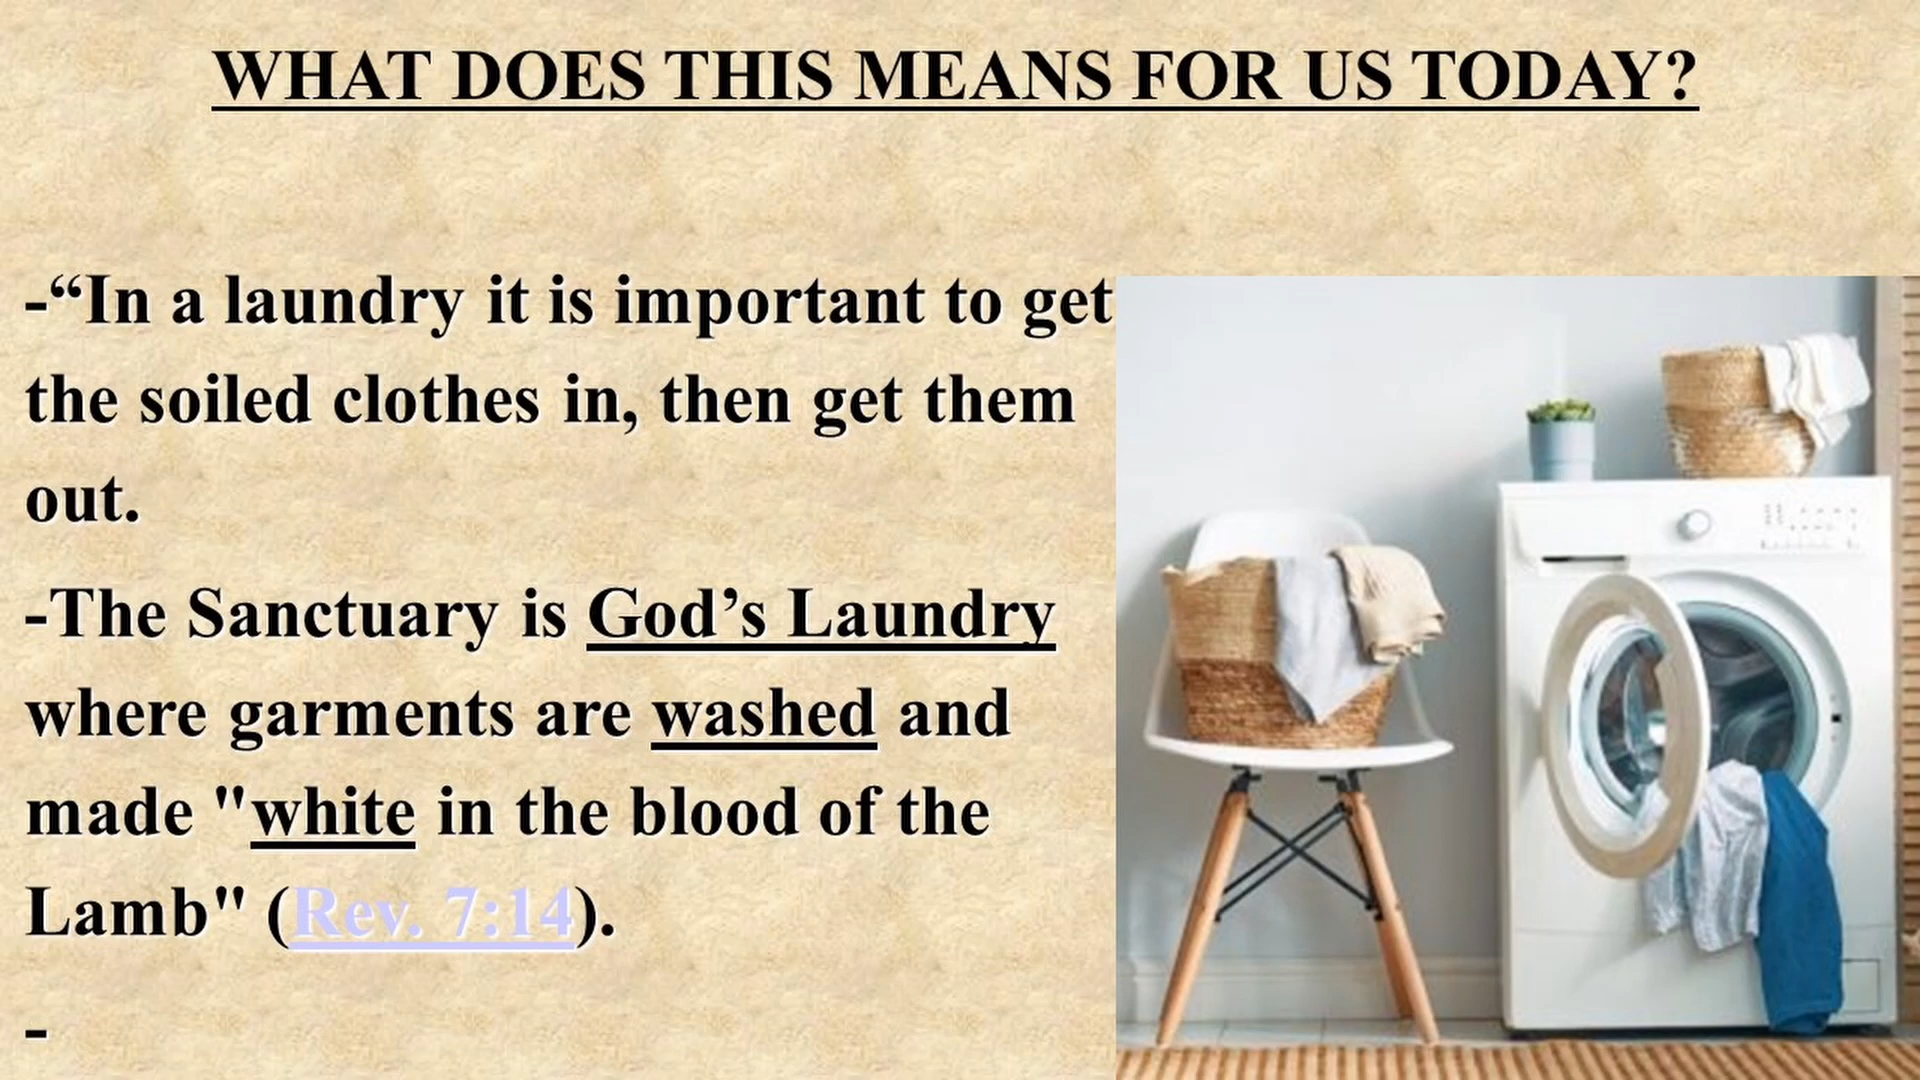 WHAT DOES THIS MEANS FOR US TODAY?
-“In a laundry it is important to get
the soiled clothes in, then get them
out.
-The Sanctuary is God’s Laundry
where garments are washed and
made "white in the blood of the
Lamb" (Rev. 7:14).
-